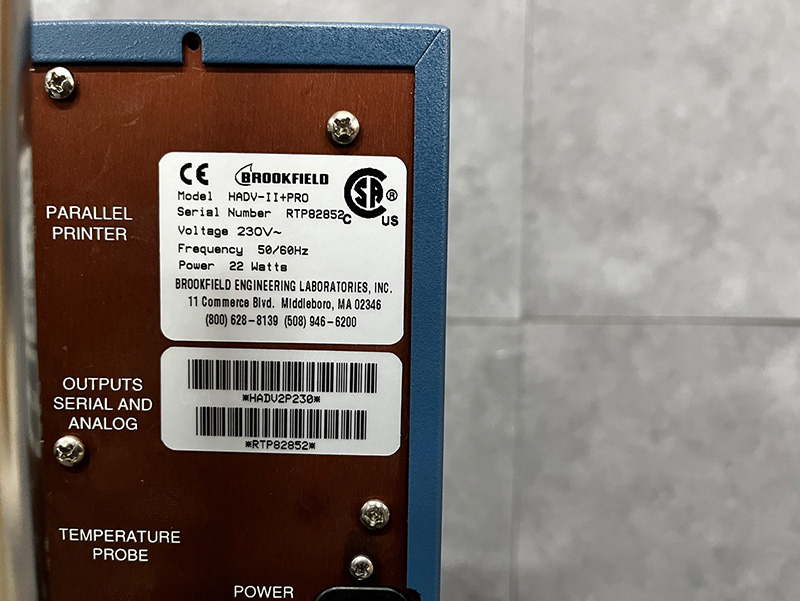 PARALLEL
PRINTER
CE BROOKFIELD
Model HADV-II+PRO
Serial Number RTP82852
Voltage 230V~
Frequency 50/60Hz
Power 22 Watts
BROOKFIELD ENGINEERING LABORATORIES, INC.
11 Commerce Blvd. Middleboro, MA 02346
(800) 628-8139 (508) 946-6200
C SA ® US
OUTPUTS
SERIAL AND
ANALOG
*HADV2P230*
*RTP82852*
TEMPERATURE
PROBE
POWER